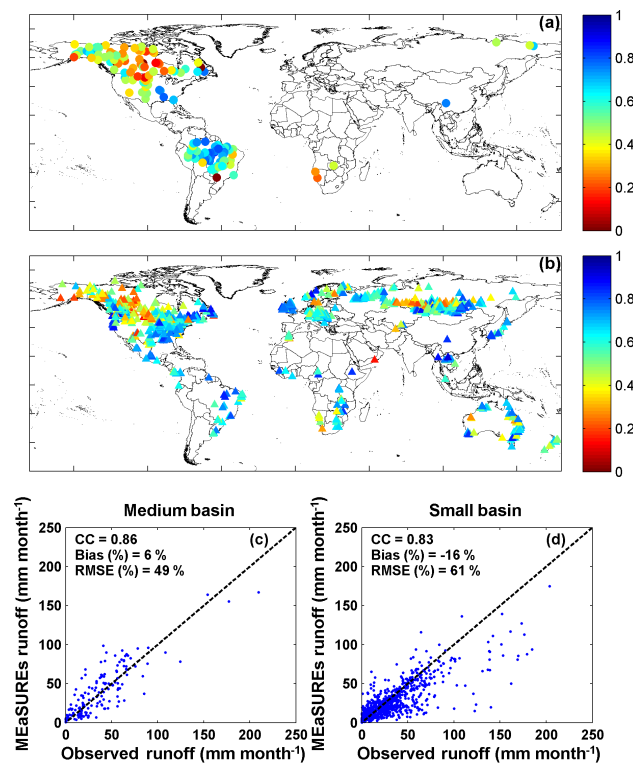 (a)
1
0.8
0.6
0.4
0.2
0
(b)
1
0.8
0.6
0.4
0.2
0
Medium basin
MEaSUREs runoff (mm month-1)
250
200
150
100
50
0
CC = 0.86
Bias (%) = 6 %
RMSE (%) = 49 %
(c)
0 50 100 150 200 250
Observed runoff (mm month-1)
Small basin
MEaSUREs runoff (mm month-1)
250
200
150
100
50
0
CC = 0.83
Bias (%) = -16 %
RMSE (%) = 61 %
(d)
0 50 100 150 200 250
Observed runoff (mm month-1)